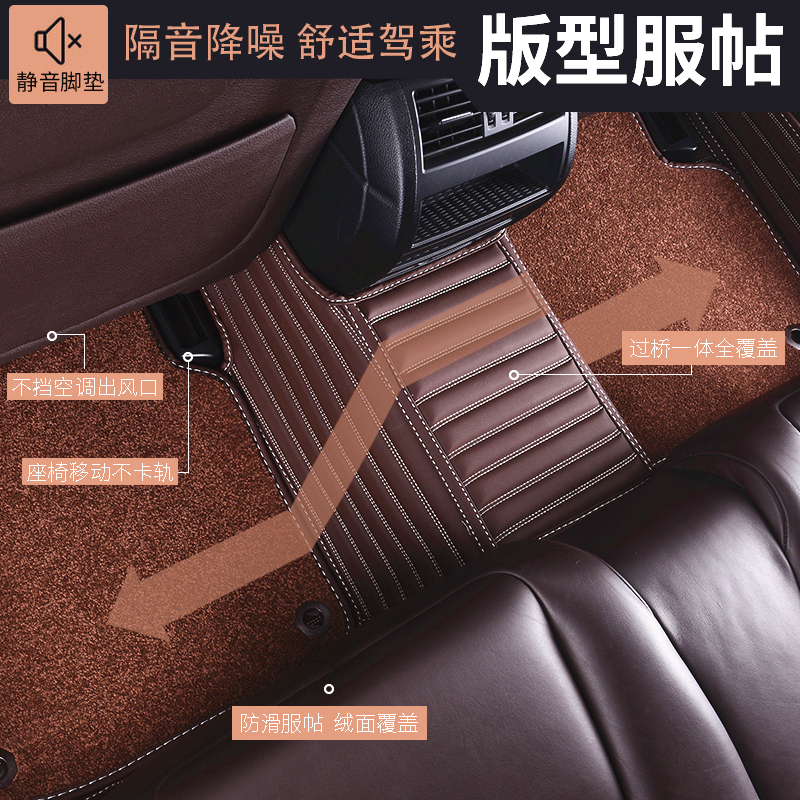 静音脚垫
隔音降噪 舒适驾乘
版型服帖
过桥一体全覆盖
不挡空调出风口
座椅移动不卡轨
防滑服帖 绒面覆盖